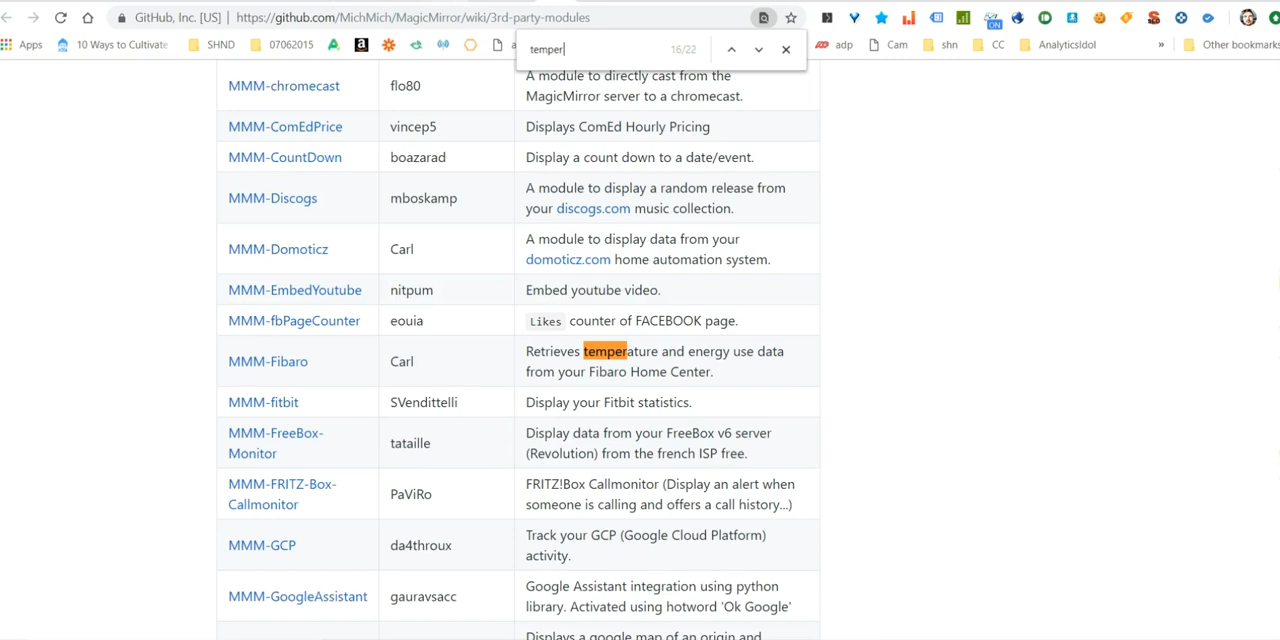 GitHub, Inc. [US] | https://github.com/MichMich/MagicMirror/wiki/3rd-party-modules
Apps 10 Ways to Cultivate SHND 07062015 a adp Cam shn CC AnalyticsIdol » Other bookmarks
temper 16/22
ON
MMM-chromecast flo80 A module to directly cast from the
MagicMirror server to a chromecast.
MMM-ComEdPrice vincep5 Displays ComEd Hourly Pricing
MMM-CountDown boazarad Display a count down to a date/event.
MMM-Discogs mboskamp A module to display a random release from
your discogs.com music collection.
MMM-Domoticz Carl A module to display data from your
domoticz.com home automation system.
MMM-EmbedYoutube nitpum Embed youtube video.
MMM-fbPageCounter eouia Likes counter of FACEBOOK page.
MMM-Fibaro Carl Retrieves temperature and energy use data
from your Fibaro Home Center.
MMM-fitbit SVendittelli Display your Fitbit statistics.
MMM-FreeBox-
Monitor tataille Display data from your FreeBox v6 server
(Revolution) from the french ISP free.
MMM-FRITZ-Box-
Callmonitor PaViRo FRITZ!Box Callmonitor (Display an alert when
someone is calling and offers a call history...)
MMM-GCP da4throux Track your GCP (Google Cloud Platform)
activity.
MMM-GoogleAssistant gauravsacc Google Assistant integration using python
library. Activated using hotword 'Ok Google'
Displays a google map of an origin and